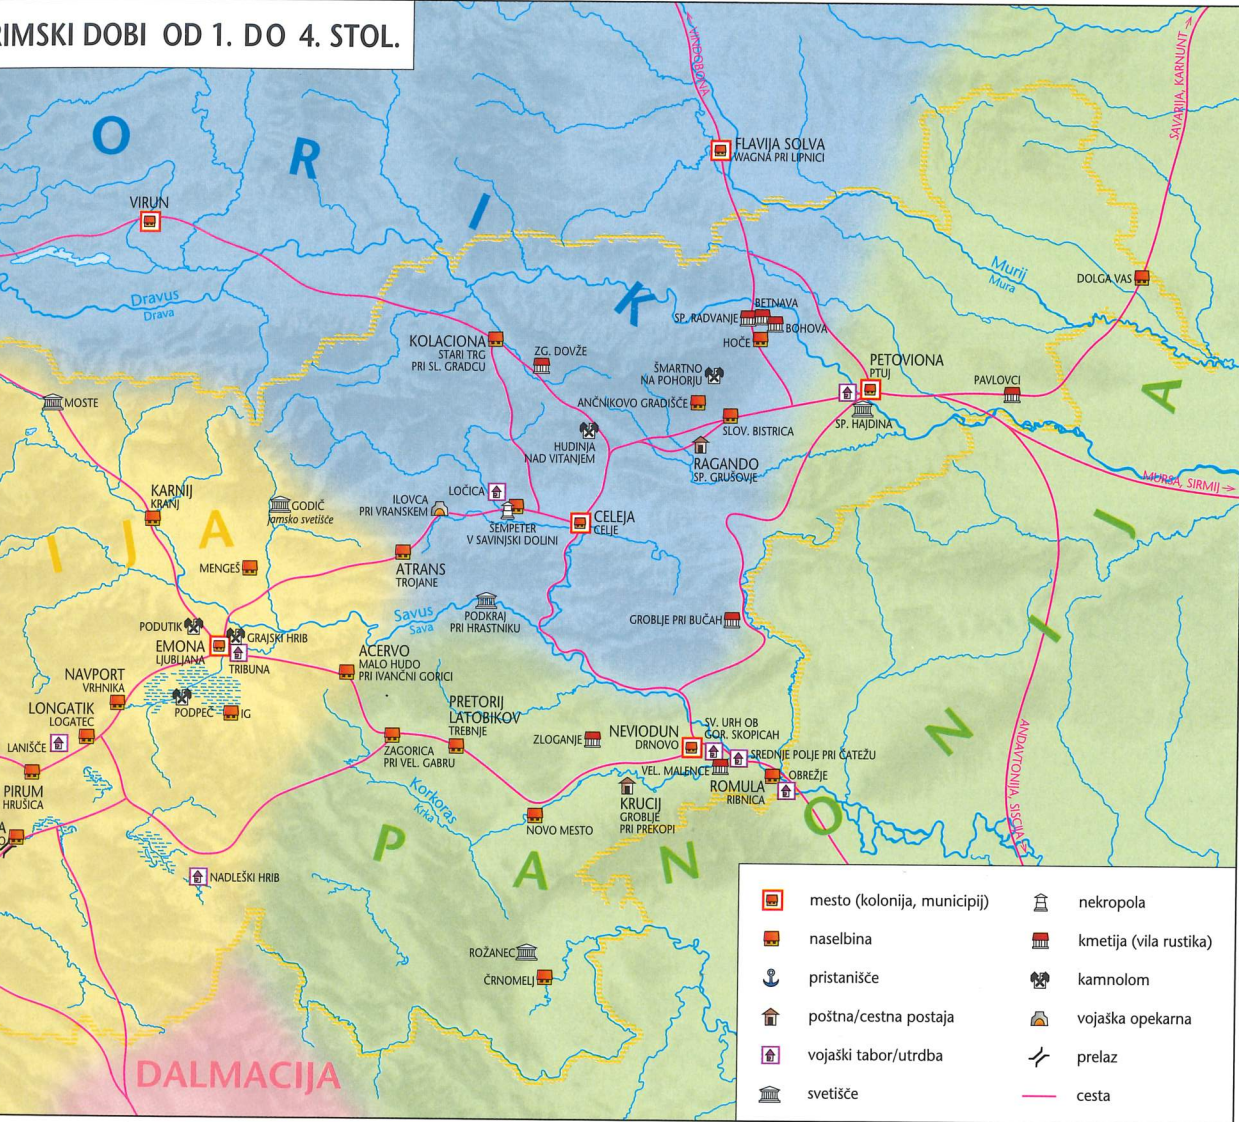 RIMSKI DOBI OD 1. DO 4. STOL.
VINDOBONA
SAVARIJA, KARNUNT
O
R
I
K
FLAVIJA SOLVA
WAGNA PRI LIPNICI
VIRUN
Murij
Mura
DOLGA VAS
Dravus
Drava
BETNAVA
SP. RADVANJE
BOHOVA
HOČE
KOLACIONA
STARI TRG
PRI SL. GRADCU
ZG. DOVŽE
ŠMARTNO
NA POHORJU
PETOVIONA
PTUJ
PAVLOVCI
A
MOSTE
ANČNIKOVO GRADIŠČE
SLOV. BISTRICA
SP. HAJDINA
HUDINJA
NAD VITANJEM
RAGANDO
SP. GRUŠOVJE
MURSA, SIRMIJ
KARNIJ
KRANJ
GODIČ
jamsko svetišče
LOČICA
ILOVCA
PRI VRANSKEM
ŠEMPETER
V SAVINJSKI DOLINI
CELEJA
CELJE
I
J
A
J
MENGEŠ
ATRANS
TROJANE
Savus
Sava
PODKRAJ
PRI HRASTNIKU
GROBLJE PRI BUČAH
I
PODUTIK
GRAJSKI HRIB
EMONA
LJUBLJANA
TRIBUNA
ACERVO
MALO HUDO
PRI IVANČNI GORICI
NAVPORT
VRHNIKA
PODPEČ
IG
LONGATIK
LOGATEC
LANIŠČE
PRETORIJ
LATOBIKOV
TREBNJE
ZAGORICA
PRI VEL. GABRU
ZLOGANJE
NEVIODUN
DRNOVO
SV. URH OB
GOR. SKOPICAH
SREDNJE POLJE PRI ČATEŽU
VEL. MALENCE
OBREŽJE
ROMULA
RIBNICA
N
ANDAVTONIJA, SISCIJA
PIRUM
HRUŠICA
A
O
Korkoras
Krka
KRUCIJ
GROBLJE
PRI PREKOPI
NOVO MESTO
O
P
A
N
NADLEŠKI HRIB
ROŽANEC
ČRNOMELJ
DALMACIJA
mesto (kolonija, municipij)
naselbina
pristanišče
poštna/cestna postaja
vojaški tabor/utrdba
svetišče
nekropola
kmetija (vila rustika)
kamnolom
vojaška opekarna
prelaz
cesta